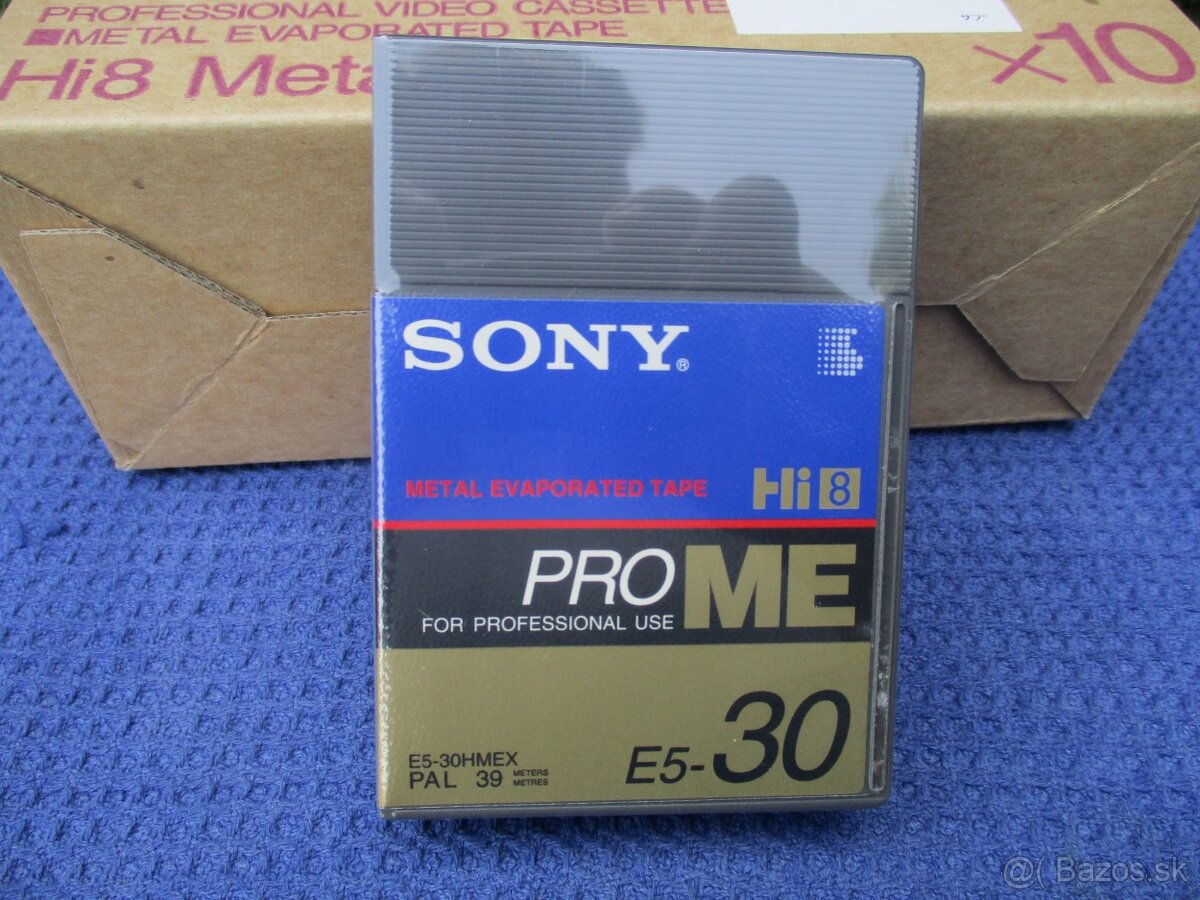 PROFESSIONAL VIDEO CASSETTE
METAL EVAPORATED TAPE
Hi8 Meta
x10
SONY®
METAL EVAPORATED TAPE
Hi8
PRO ME
FOR PROFESSIONAL USE
E5-30
E5-30HMEX
PAL 39 METERS
METRES
@( Bazos.sk